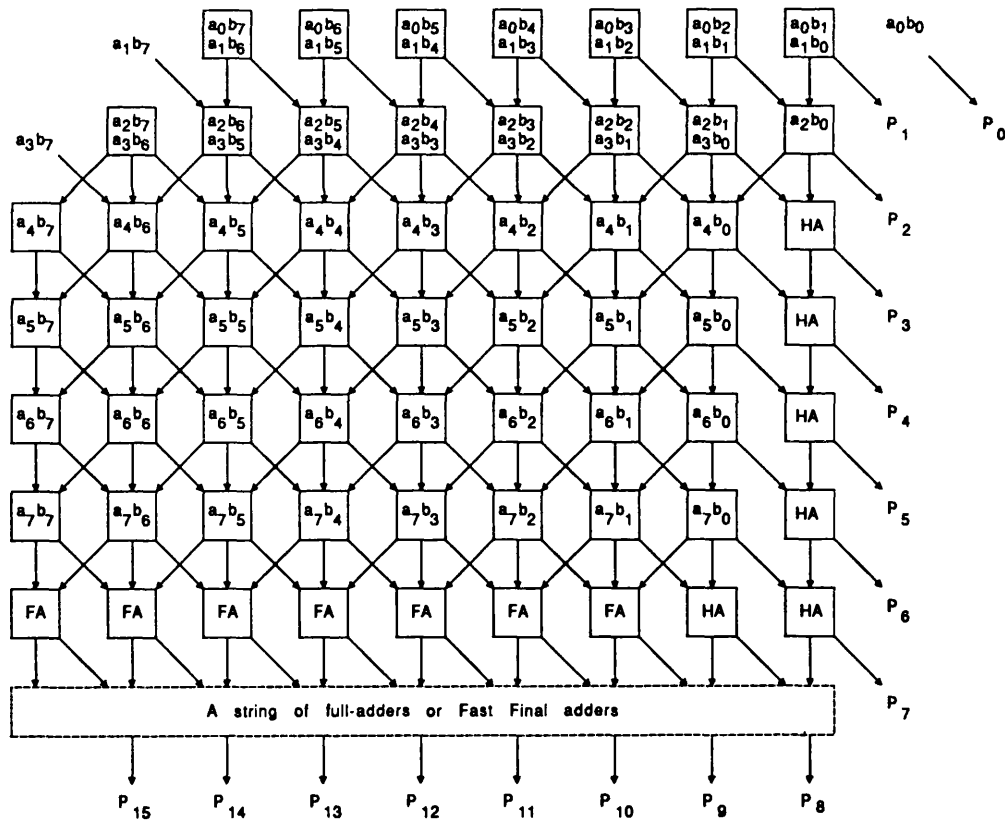 a0b7 a0b6 a0b5 a0b4 a0b3 a0b2 a0b1 a0b0
a1b7 a1b6 a1b5 a1b4 a1b3 a1b2 a1b1 a1b0
a2b7 a2b6 a2b5 a2b4 a2b3 a2b2 a2b1 a2b0 P1 P0
a3b7 a3b6 a3b5 a3b4 a3b3 a3b2 a3b1 a3b0
a4b7 a4b6 a4b5 a4b4 a4b3 a4b2 a4b1 a4b0 HA P2
a5b7 a5b6 a5b5 a5b4 a5b3 a5b2 a5b1 a5b0 HA P3
a6b7 a6b6 a6b5 a6b4 a6b3 a6b2 a6b1 a6b0 HA P4
a7b7 a7b6 a7b5 a7b4 a7b3 a7b2 a7b1 a7b0 HA P5
FA FA FA FA FA FA FA HA HA P6
A string of full-adders or Fast Final adders P7
P15 P14 P13 P12 P11 P10 P9 P8